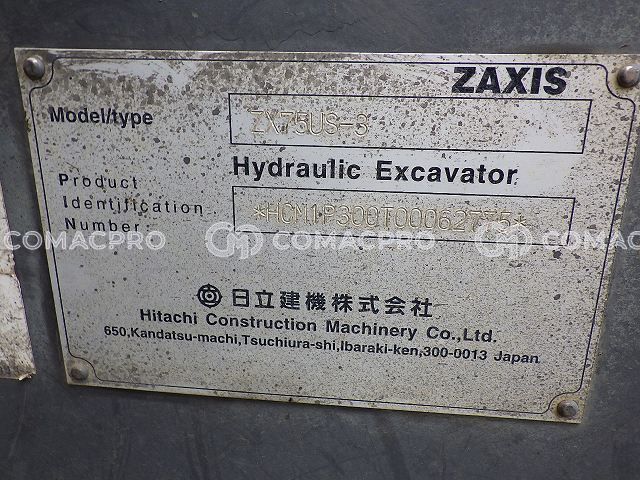 ZAXIS
Model/type ZX75US-3
Hydraulic Excavator
Product
Identification
Number
COMACPRO COMACPRO COMACPRO
日立建機株式会社
Hitachi Construction Machinery Co.,Ltd.
650,Kandatsu-machi,Tsuchiura-shi,Ibaraki-ken,300-0013 Japan